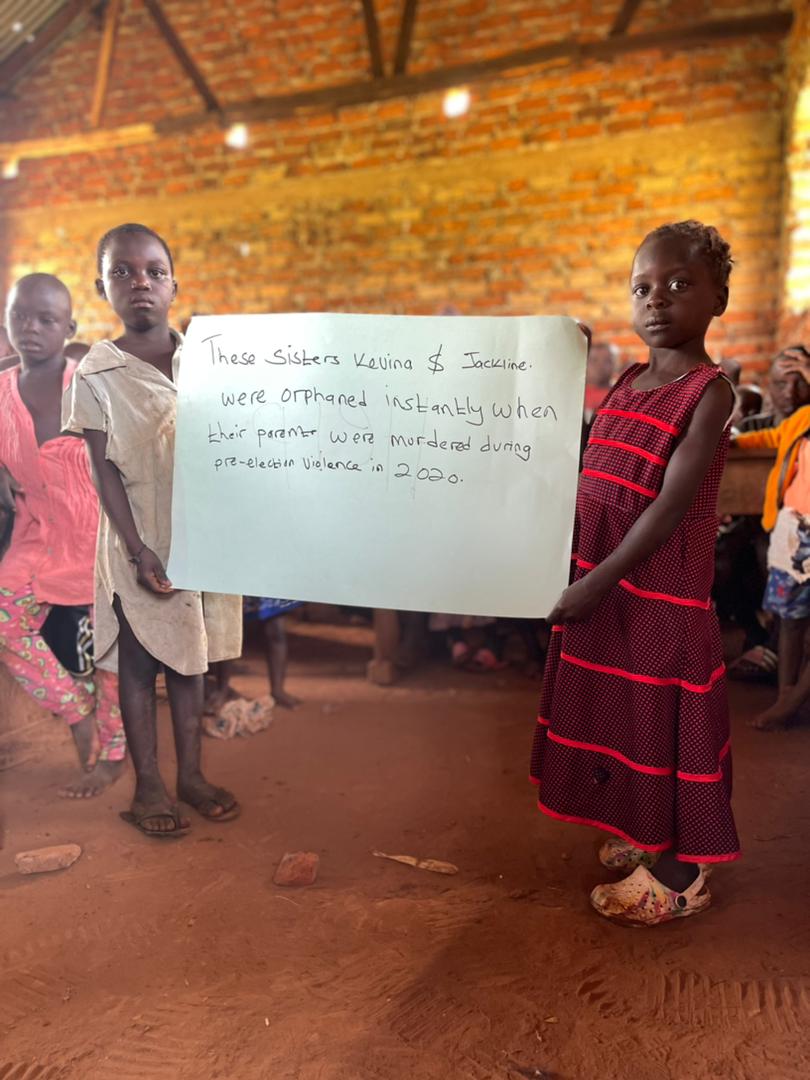 These Sisters Kevina & Jackline.
were orphaned instantly when
their parents were murdered during
pre-election violence in 2020.